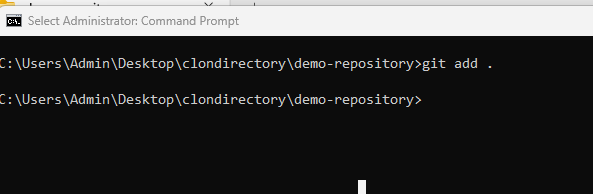 Select Administrator: Command Prompt
C:\Users\Admin\Desktop\clondirectory\demo-repository>git add .
C:\Users\Admin\Desktop\clondirectory\demo-repository>